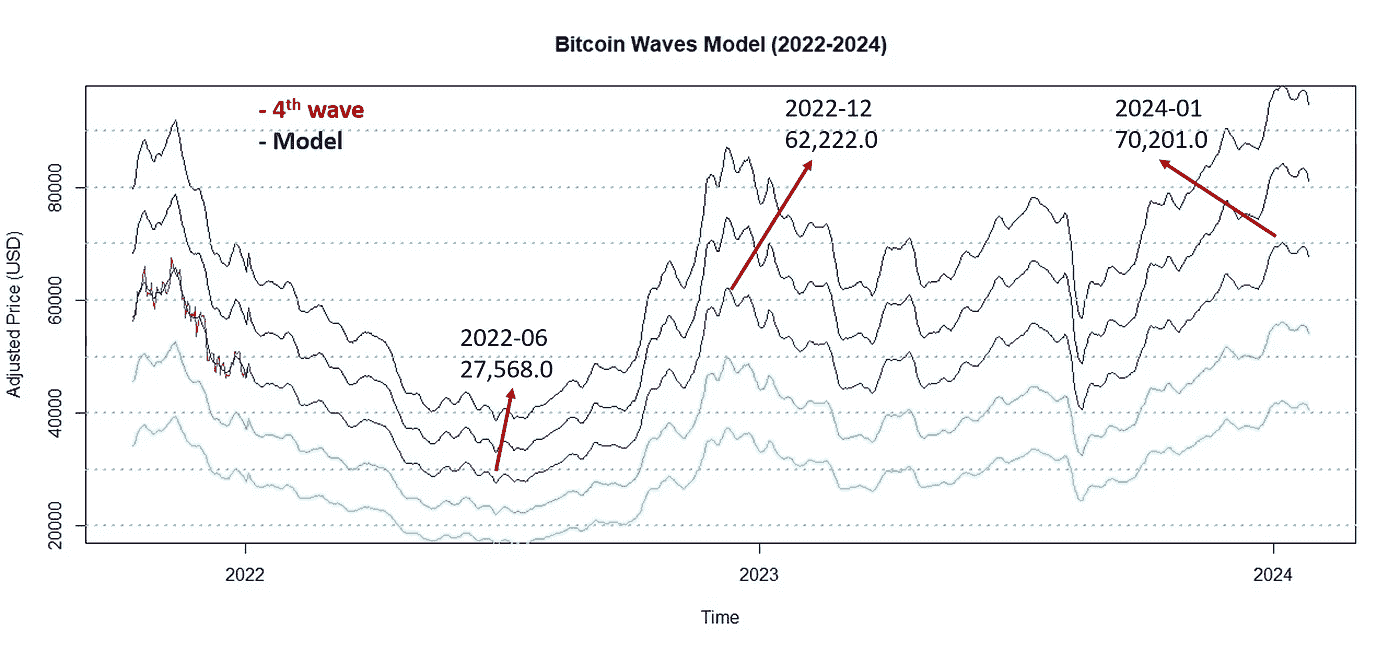 Bitcoin Waves Model (2022-2024)
- 4th wave
- Model
2022-12
62,222.0
2024-01
70,201.0
2022-06
27,568.0
Adjusted Price (USD)
80000
60000
40000
20000
2022
2023
2024
Time